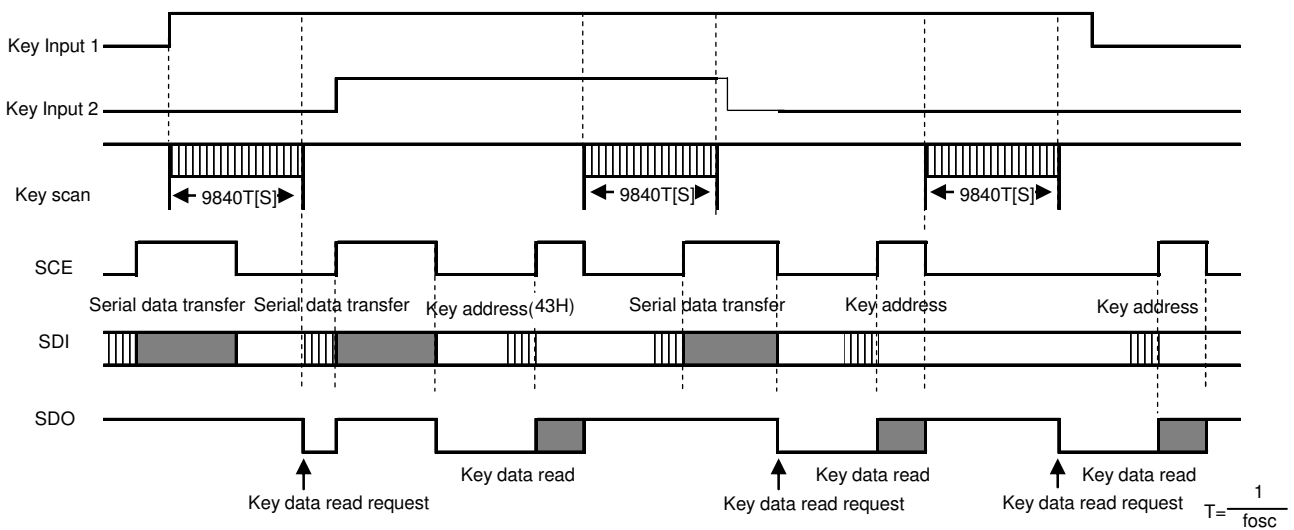 Key Input 1
Key Input 2
Key scan
9840T[S] 9840T[S] 9840T[S]
SCE
Serial data transfer Serial data transfer Key address(43H) Serial data transfer Key address Key address
SDI
SDO
Key data read Key data read Key data read
Key data read request Key data read request Key data read request
T= 1
fosc